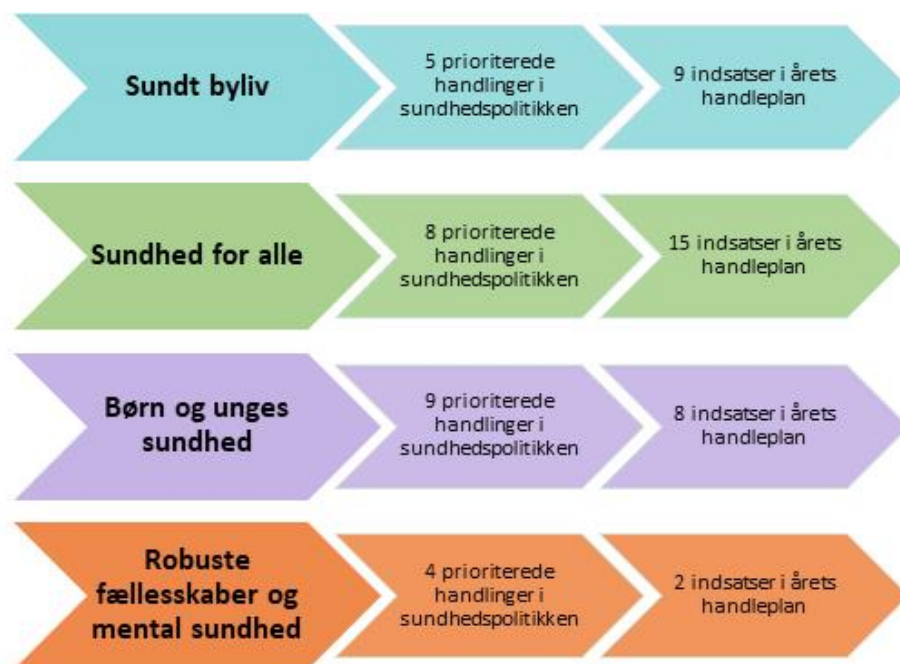 Sundt byliv
5 prioriterede
handlinger i
sundhedspolitikken
9 indsatser i årets
handleplan
Sundhed for alle
8 prioriterede
handlinger i
sundhedspolitikken
15 indsatser i årets
handleplan
Børn og unges
sundhed
9 prioriterede
handlinger i
sundhedspolitikken
8 indsatser i årets
handleplan
Robuste
fællesskaber og
mental sundhed
4 prioriterede
handlinger i
sundhedspolitikken
2 indsatser i årets
handleplan